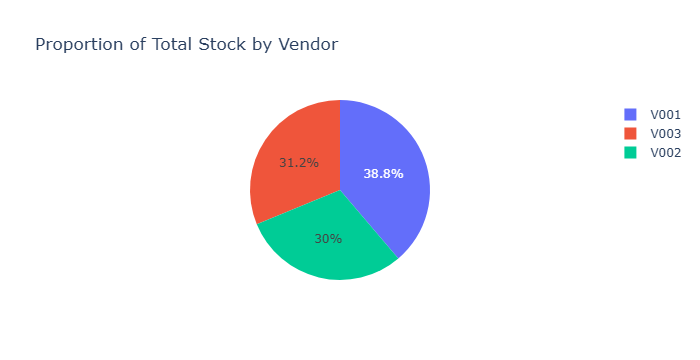 Proportion of Total Stock by Vendor
V001
V003
V002
31.2%
38.8%
30%